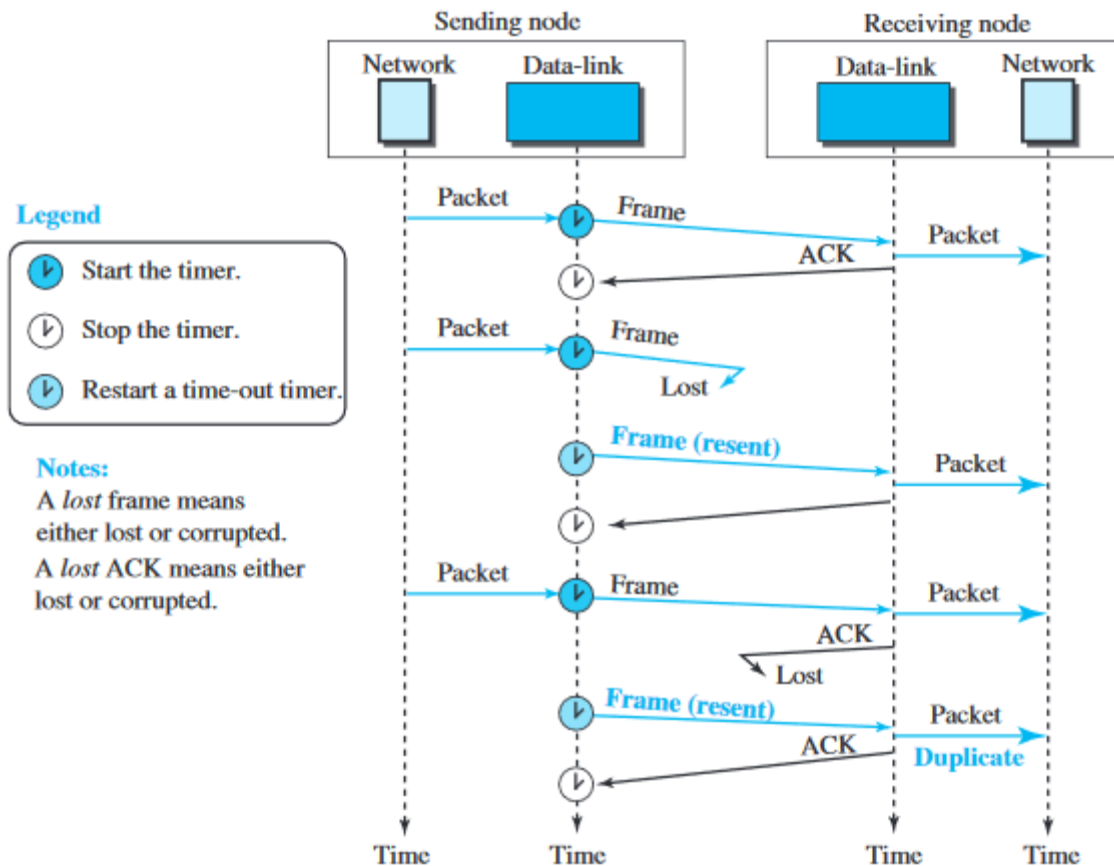 Sending node
Receiving node
Network
Data-link
Data-link
Network
Packet
Frame
Packet
ACK
Legend
Start the timer.
Stop the timer.
Restart a time-out timer.
Packet
Frame
Lost
Notes:
A lost frame means
either lost or corrupted.
A lost ACK means either
lost or corrupted.
Frame (resent)
Packet
Packet
Frame
Packet
ACK
Lost
Frame (resent)
Packet
ACK
Duplicate
Time
Time
Time
Time